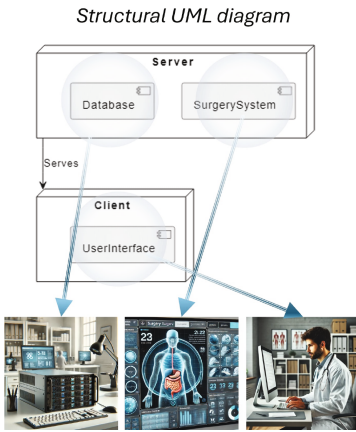 Structural UML diagram
Server
Database
SurgerySystem
Serves
Client
UserInterface
23